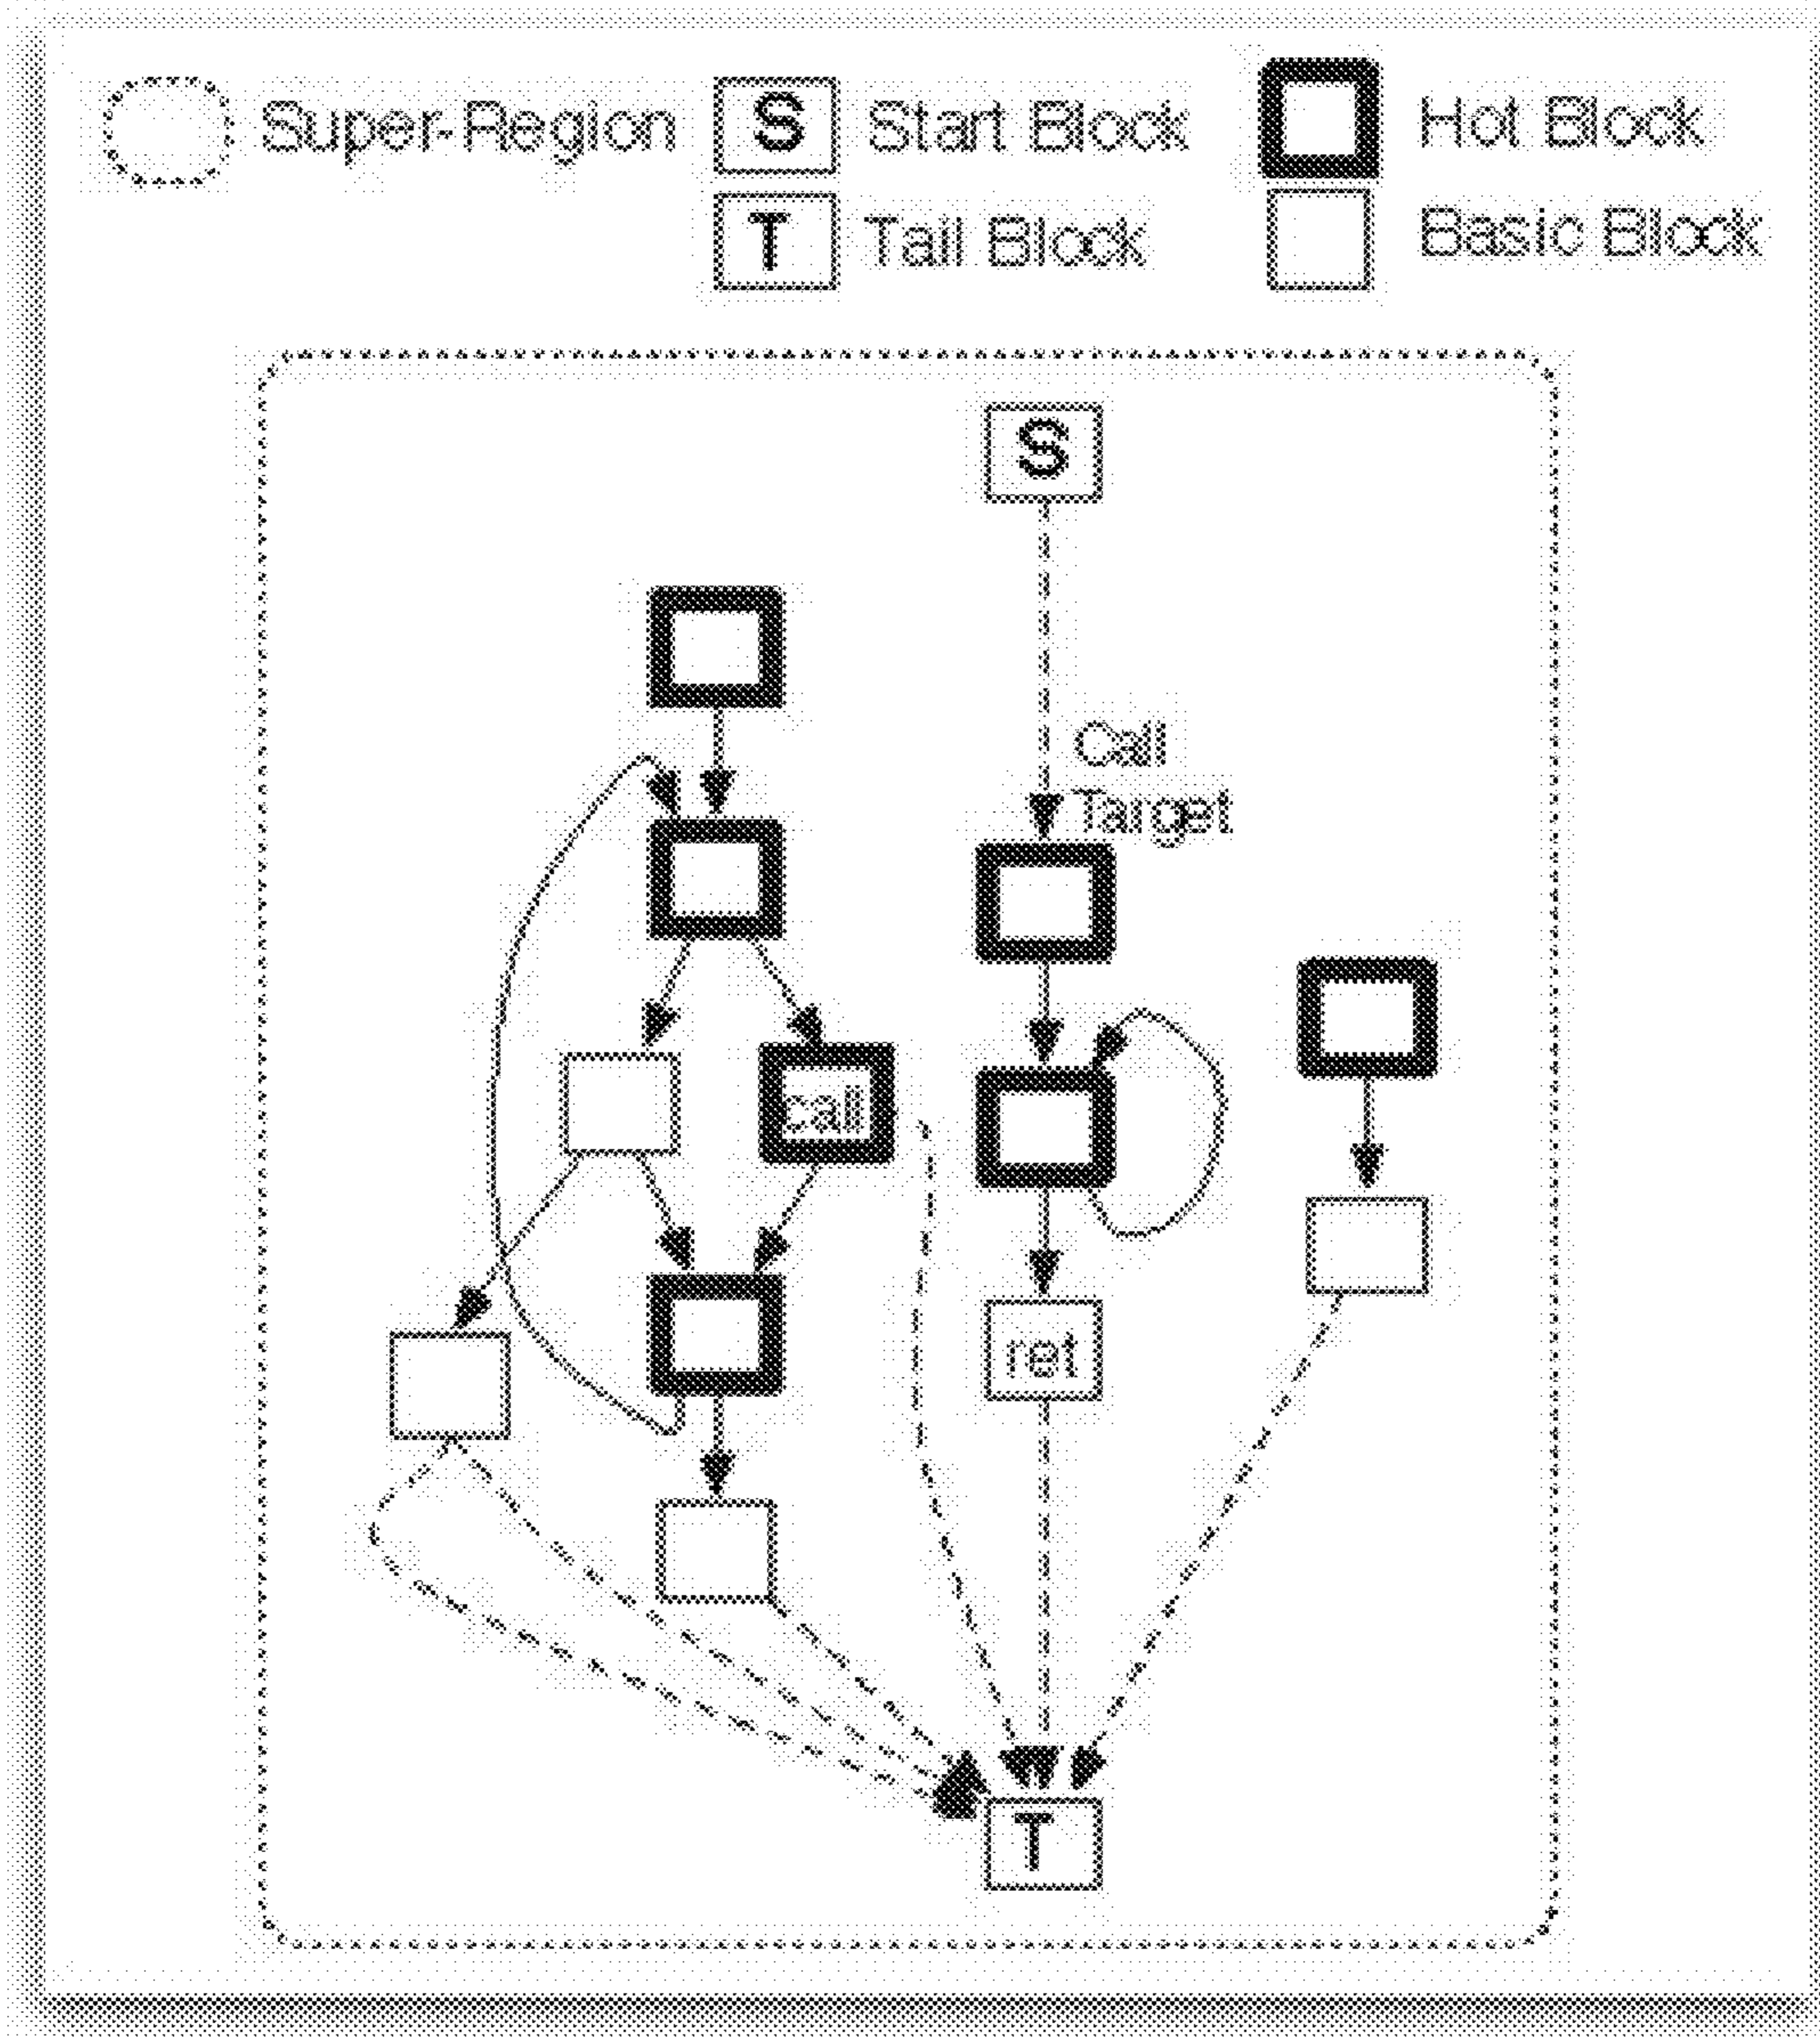 Super-Region
S Start Block
Hot Block
T Tail Block
Basic Block
S
Call
Target
call
ret
T